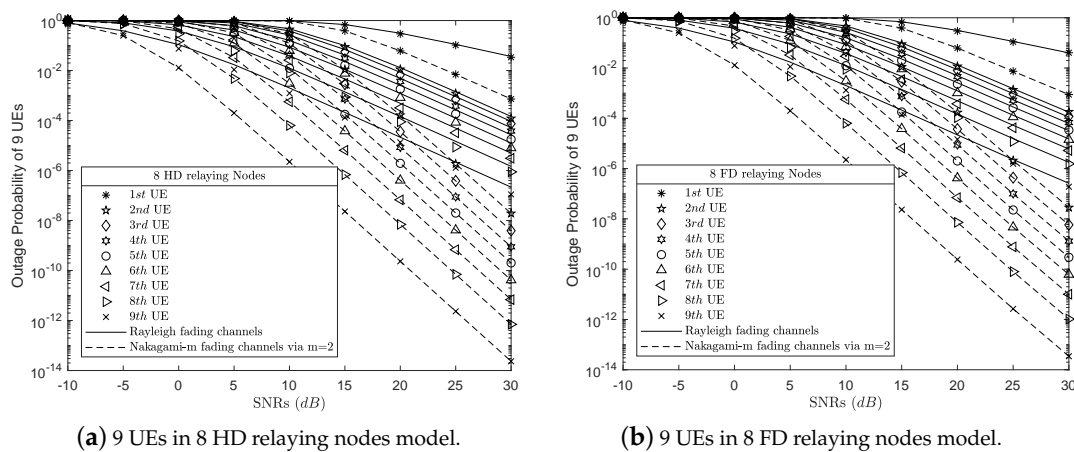 Outage Probability of 9 UEs
10^0
10^-2
10^-4
10^-6
10^-8
10^-10
10^-12
10^-14
8 HD relaying Nodes
1st UE
2nd UE
3rd UE
4th UE
5th UE
6th UE
7th UE
8th UE
9th UE
Rayleigh fading channels
Nakagami-m fading channels via m=2
-10 -5 0 5 10 15 20 25 30
SNRs (dB)
(a) 9 UEs in 8 HD relaying nodes model.
Outage Probability of 9 UEs
10^0
10^-2
10^-4
10^-6
10^-8
10^-10
10^-12
10^-14
8 FD relaying Nodes
1st UE
2nd UE
3rd UE
4th UE
5th UE
6th UE
7th UE
8th UE
9th UE
Rayleigh fading channels
Nakagami-m fading channels via m=2
-10 -5 0 5 10 15 20 25 30
SNRs (dB)
(b) 9 UEs in 8 FD relaying nodes model.